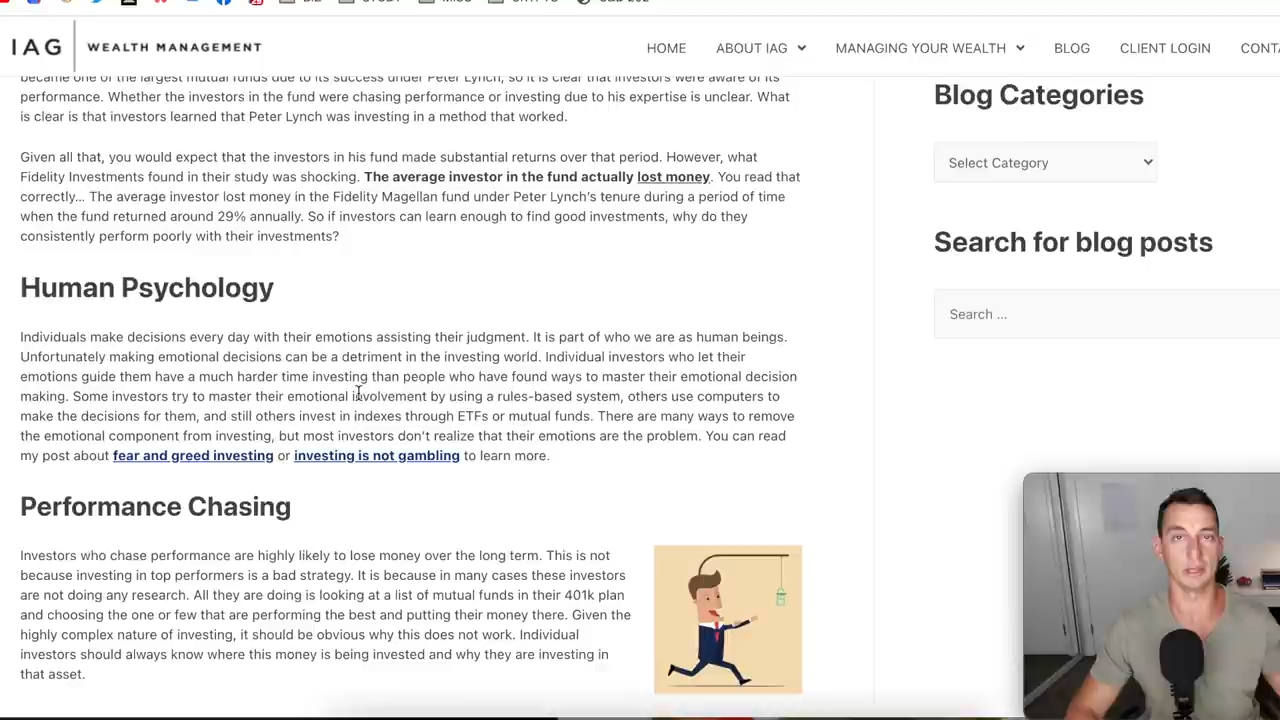 IAG WEALTH MANAGEMENT
HOME ABOUT IAG MANAGING YOUR WEALTH BLOG CLIENT LOGIN CONTA
became one of the largest mutual funds due to its success under Peter Lynch, so it is clear that investors were aware of its
performance. Whether the investors in the fund were chasing performance or investing due to his expertise is unclear. What
is clear is that investors learned that Peter Lynch was investing in a method that worked.
Given all that, you would expect that the investors in his fund made substantial returns over that period. However, what
Fidelity Investments found in their study was shocking. The average investor in the fund actually lost money. You read that
correctly... The average investor lost money in the Fidelity Magellan fund under Peter Lynch's tenure during a period of time
when the fund returned around 29% annually. So if investors can learn enough to find good investments, why do they
consistently perform poorly with their investments?
Human Psychology
Individuals make decisions every day with their emotions assisting their judgment. It is part of who we are as human beings.
Unfortunately making emotional decisions can be a detriment in the investing world. Individual investors who let their
emotions guide them have a much harder time investing than people who have found ways to master their emotional decision
making. Some investors try to master their emotional involvement by using a rules-based system, others use computers to
make the decisions for them, and still others invest in indexes through ETFs or mutual funds. There are many ways to remove
the emotional component from investing, but most investors don't realize that their emotions are the problem. You can read
my post about fear and greed investing or investing is not gambling to learn more.
Performance Chasing
Investors who chase performance are highly likely to lose money over the long term. This is not
because investing in top performers is a bad strategy. It is because in many cases these investors
are not doing any research. All they are doing is looking at a list of mutual funds in their 401k plan
and choosing the one or few that are performing the best and putting their money there. Given the
highly complex nature of investing, it should be obvious why this does not work. Individual
investors should always know where this money is being invested and why they are investing in
that asset.
Blog Categories
Select Category
Search for blog posts
Search ...